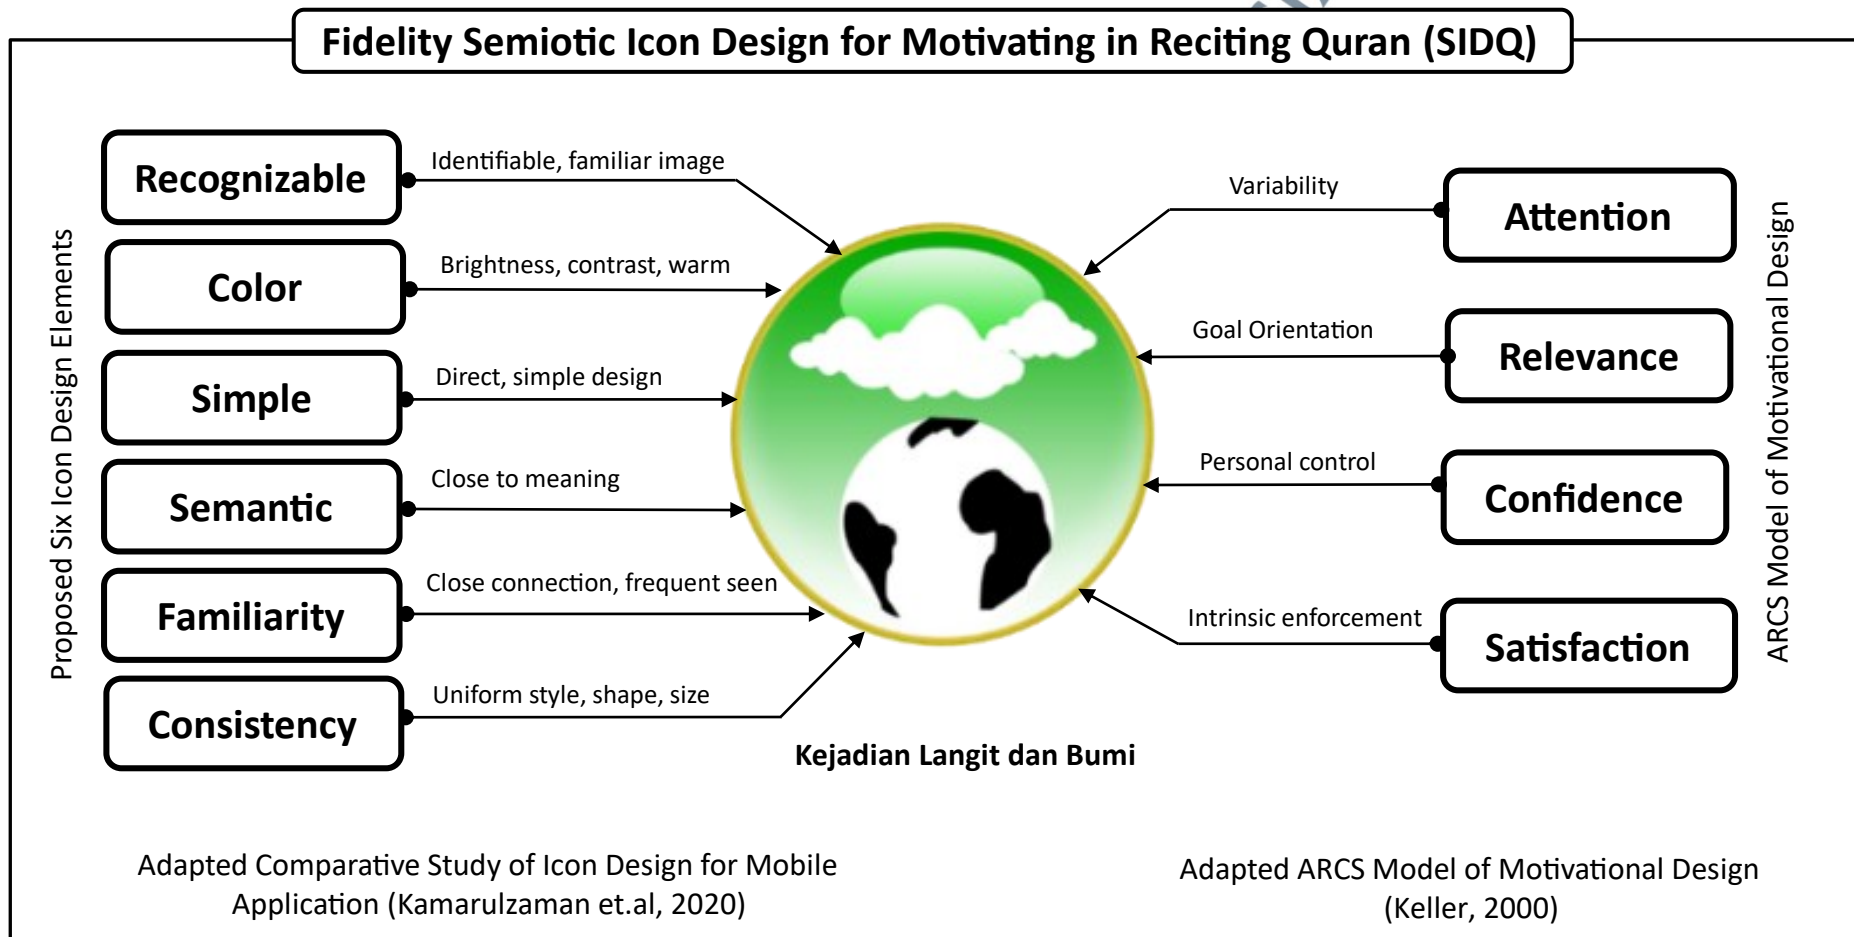 Fidelity Semiotic Icon Design for Motivating in Reciting Quran (SIDQ)
Proposed Six Icon Design Elements
Recognizable
Identifiable, familiar image
Color
Brightness, contrast, warm
Simple
Direct, simple design
Semantic
Close to meaning
Familiarity
Close connection, frequent seen
Consistency
Uniform style, shape, size
Variability
Attention
Goal Orientation
Relevance
Personal control
Confidence
Intrinsic enforcement
Satisfaction
ARCS Model of Motivational Design
Kejadian Langit dan Bumi
Adapted Comparative Study of Icon Design for Mobile
Application (Kamarulzaman et.al, 2020)
Adapted ARCS Model of Motivational Design
(Keller, 2000)